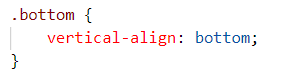 .bottom {
    vertical-align: bottom;
}